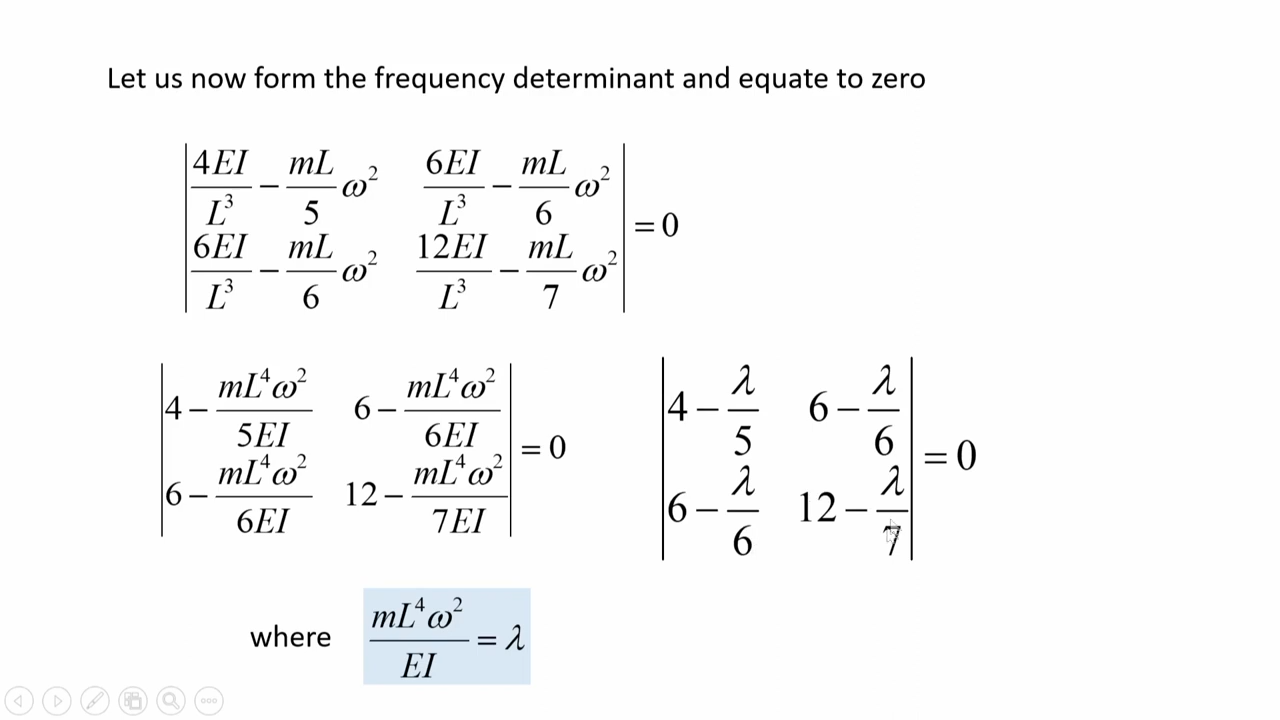 Let us now form the frequency determinant and equate to zero
| 4EI/L³ − mL/5 ω²   6EI/L³ − mL/6 ω² |
| 6EI/L³ − mL/6 ω²   12EI/L³ − mL/7 ω² | = 0
| 4 − mL⁴ω²/5EI   6 − mL⁴ω²/6EI |
| 6 − mL⁴ω²/6EI   12 − mL⁴ω²/7EI | = 0
| 4 − λ/5   6 − λ/6 |
| 6 − λ/6   12 − λ/7 | = 0
where mL⁴ω²/EI = λ